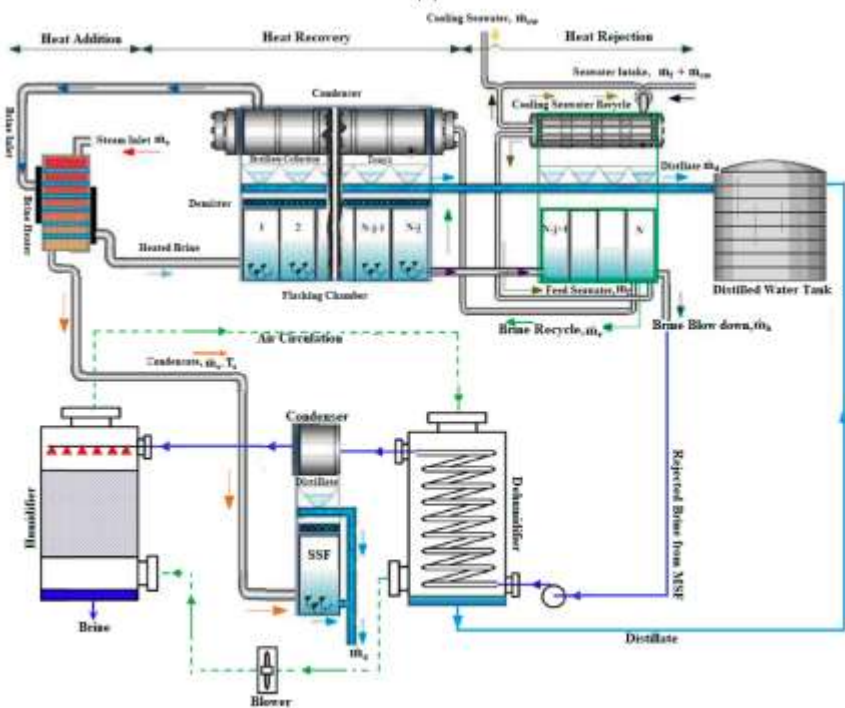 Cooling Seawater, ṁcw
Heat Addition
Heat Recovery
Heat Rejection
Seawater Intake, ṁf + ṁcw
Condenser
Cooling Seawater Recycle
Brine Inlet
Steam Inlet ṁs
Distillate Collection
Trays
Distillate ṁd
Demister
Brine Heater
1
2
N-j-1
N-j
N-j+1
N
Heated Brine
Flashing Chamber
Feed Seawater, ṁf
Distilled Water Tank
Brine Recycle, ṁr
Brine Blow down, ṁb
Air Circulation
Condensate, ṁs, Ts
Condenser
Distillate
Humidifier
SSF
Dehumidifier
Rejected Brine from MSF
Brine
ṁs
Distillate
Blower